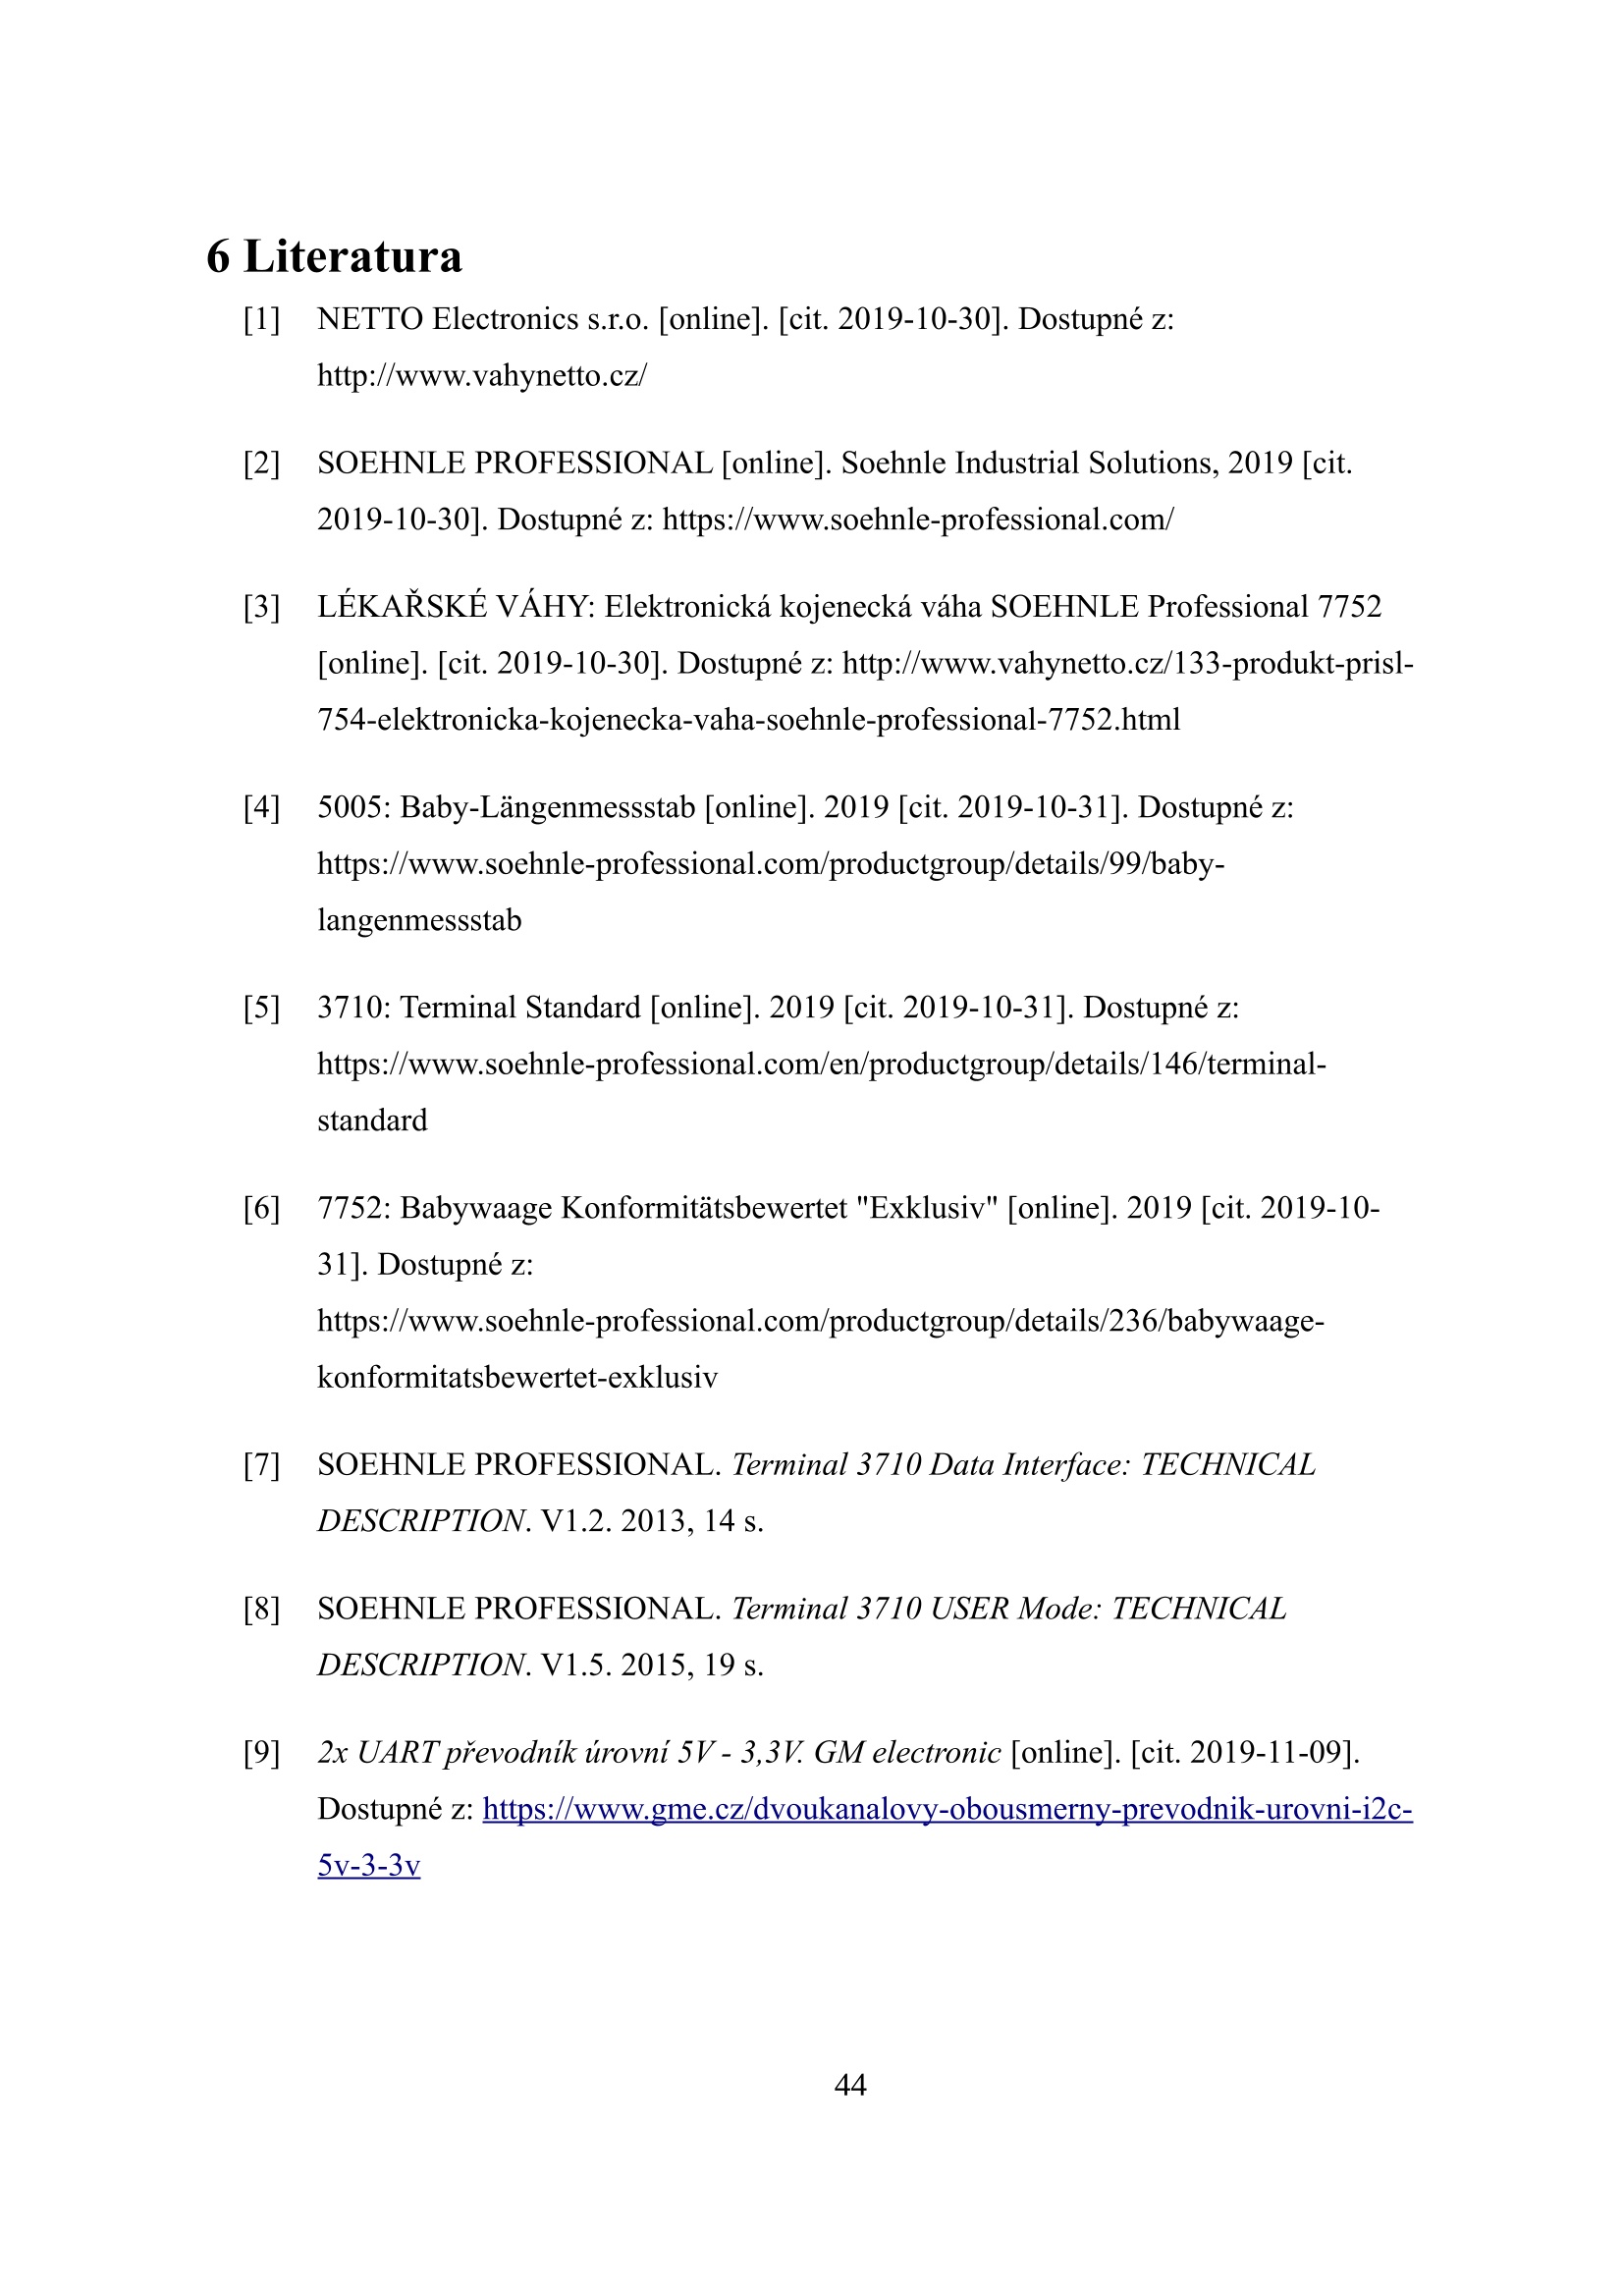 6 Literatura
[1] NETTO Electronics s.r.o. [online]. [cit. 2019-10-30]. Dostupné z:
http://www.vahynetto.cz/
[2] SOEHNLE PROFESSIONAL [online]. Soehnle Industrial Solutions, 2019 [cit.
2019-10-30]. Dostupné z: https://www.soehnle-professional.com/
[3] LÉKAŘSKÉ VÁHY: Elektronická kojenecká váha SOEHNLE Professional 7752
[online]. [cit. 2019-10-30]. Dostupné z: http://www.vahynetto.cz/133-produkt-prisl-
754-elektronicka-kojenecka-vaha-soehnle-professional-7752.html
[4] 5005: Baby-Längenmessstab [online]. 2019 [cit. 2019-10-31]. Dostupné z:
https://www.soehnle-professional.com/productgroup/details/99/baby-
langenmessstab
[5] 3710: Terminal Standard [online]. 2019 [cit. 2019-10-31]. Dostupné z:
https://www.soehnle-professional.com/en/productgroup/details/146/terminal-
standard
[6] 7752: Babywaage Konformitätsbewertet "Exklusiv" [online]. 2019 [cit. 2019-10-
31]. Dostupné z:
https://www.soehnle-professional.com/productgroup/details/236/babywaage-
konformitatsbewertet-exklusiv
[7] SOEHNLE PROFESSIONAL. Terminal 3710 Data Interface: TECHNICAL
DESCRIPTION. V1.2. 2013, 14 s.
[8] SOEHNLE PROFESSIONAL. Terminal 3710 USER Mode: TECHNICAL
DESCRIPTION. V1.5. 2015, 19 s.
[9] 2x UART převodník úrovní 5V - 3,3V. GM electronic [online]. [cit. 2019-11-09].
Dostupné z: https://www.gme.cz/dvoukanalovy-obousmerny-prevodnik-urovni-i2c-
5v-3-3v
44